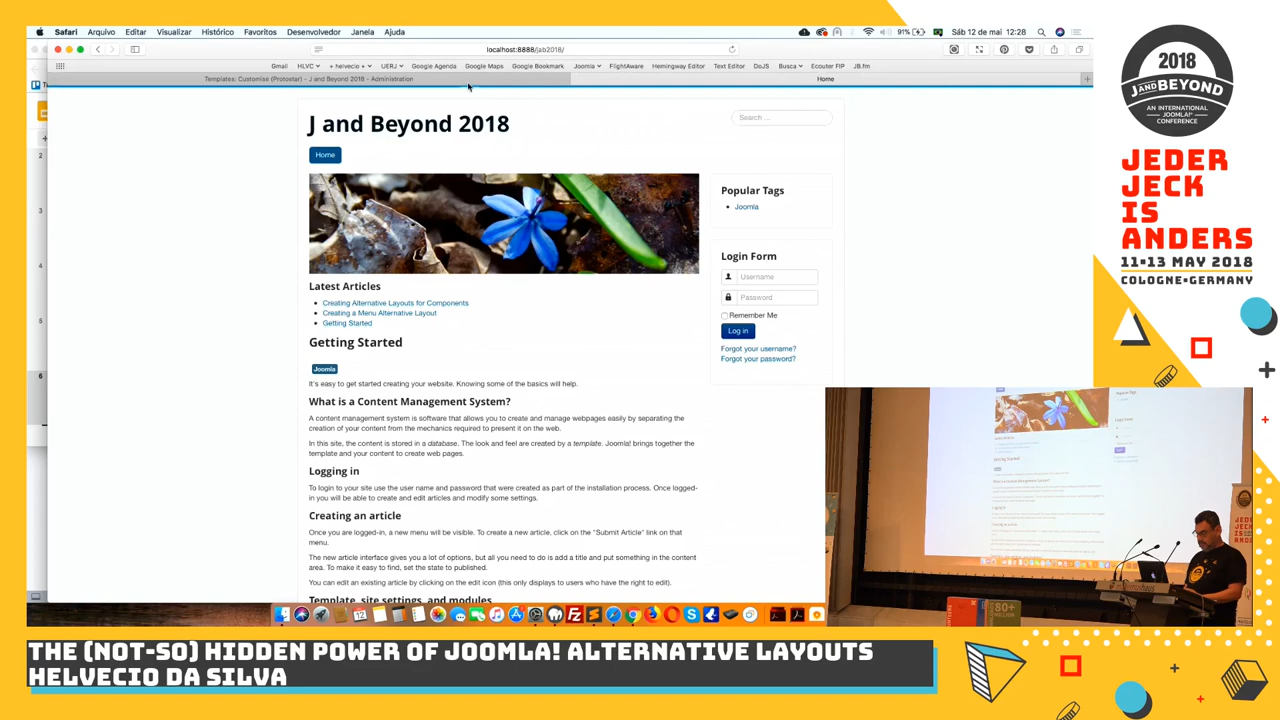 Safari Arquivo Editar Visualizar Histórico Favoritos Desenvolvedor Janela Ajuda
91% Sáb 12 de mai 12:28
localhost:8888/jab2018/
Gmail HLVC + helvecio + UERJ Google Agenda Google Maps Google Bookmark Joomla FlightAware Hemingway Editor Text Editor DoJS Busca Ecouter FIP JB.fm
Templates: Customise (Protostar) - J and Beyond 2018 - Administration
Home
J and Beyond 2018
Search ...
Home
Popular Tags
Joomla
Login Form
Username
Password
Remember Me
Log in
Forgot your username?
Forgot your password?
Latest Articles
Creating Alternative Layouts for Components
Creating a Menu Alternative Layout
Getting Started
Getting Started
Joomla
It's easy to get started creating your website. Knowing some of the basics will help.
What is a Content Management System?
A content management system is software that allows you to create and manage webpages easily by separating the
creation of your content from the mechanics required to present it on the web.
In this site, the content is stored in a database. The look and feel are created by a template. Joomla! brings together the
template and your content to create web pages.
Logging in
To login to your site use the user name and password that were created as part of the installation process. Once logged-
in you will be able to create and edit articles and modify some settings.
Creating an article
Once you are logged-in, a new menu will be visible. To create a new article, click on the "Submit Article" link on that
menu.
The new article interface gives you a lot of options, but all you need to do is add a title and put something in the content
area. To make it easy to find, set the state to published.
You can edit an existing article by clicking on the edit icon (this only displays to users who have the right to edit).
Template, site settings, and modules
2
3
4
5
6
12
2018
J AND BEYOND
AN INTERNATIONAL
JOOMLA!
CONFERENCE
JEDER
JECK
IS
ANDERS
11-13 MAY 2018
COLOGNE•GERMANY
80+
MILLION
THE (NOT-SO) HIDDEN POWER OF JOOMLA! ALTERNATIVE LAYOUTS
HELVECIO DA SILVA